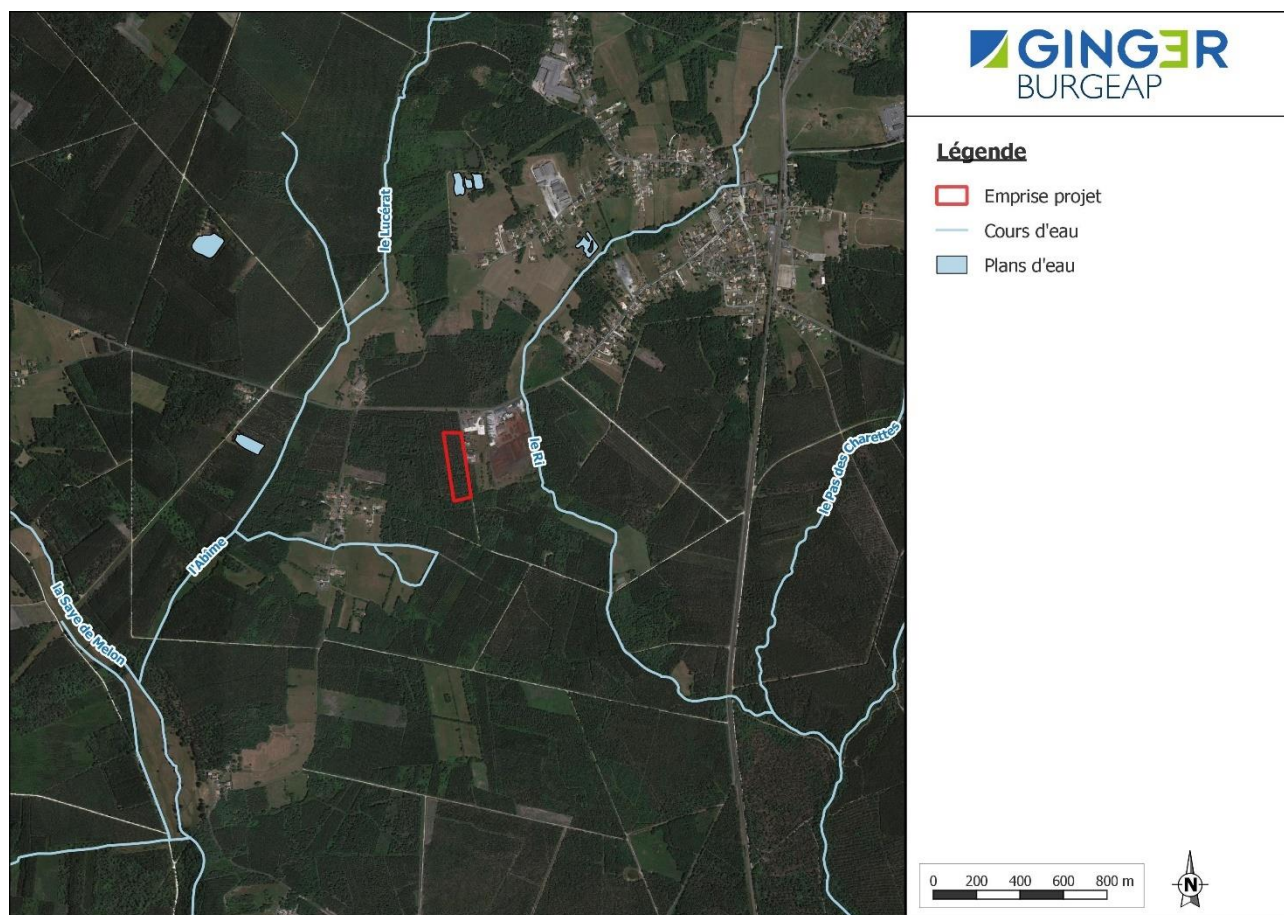 GINGER
BURGEAP
Légende
Emprise projet
Cours d'eau
Plans d'eau
le Lucérat
le Ri
le Pas des Charettes
l'Abîme
la Saye de Melon
0 200 400 600 800 m
N